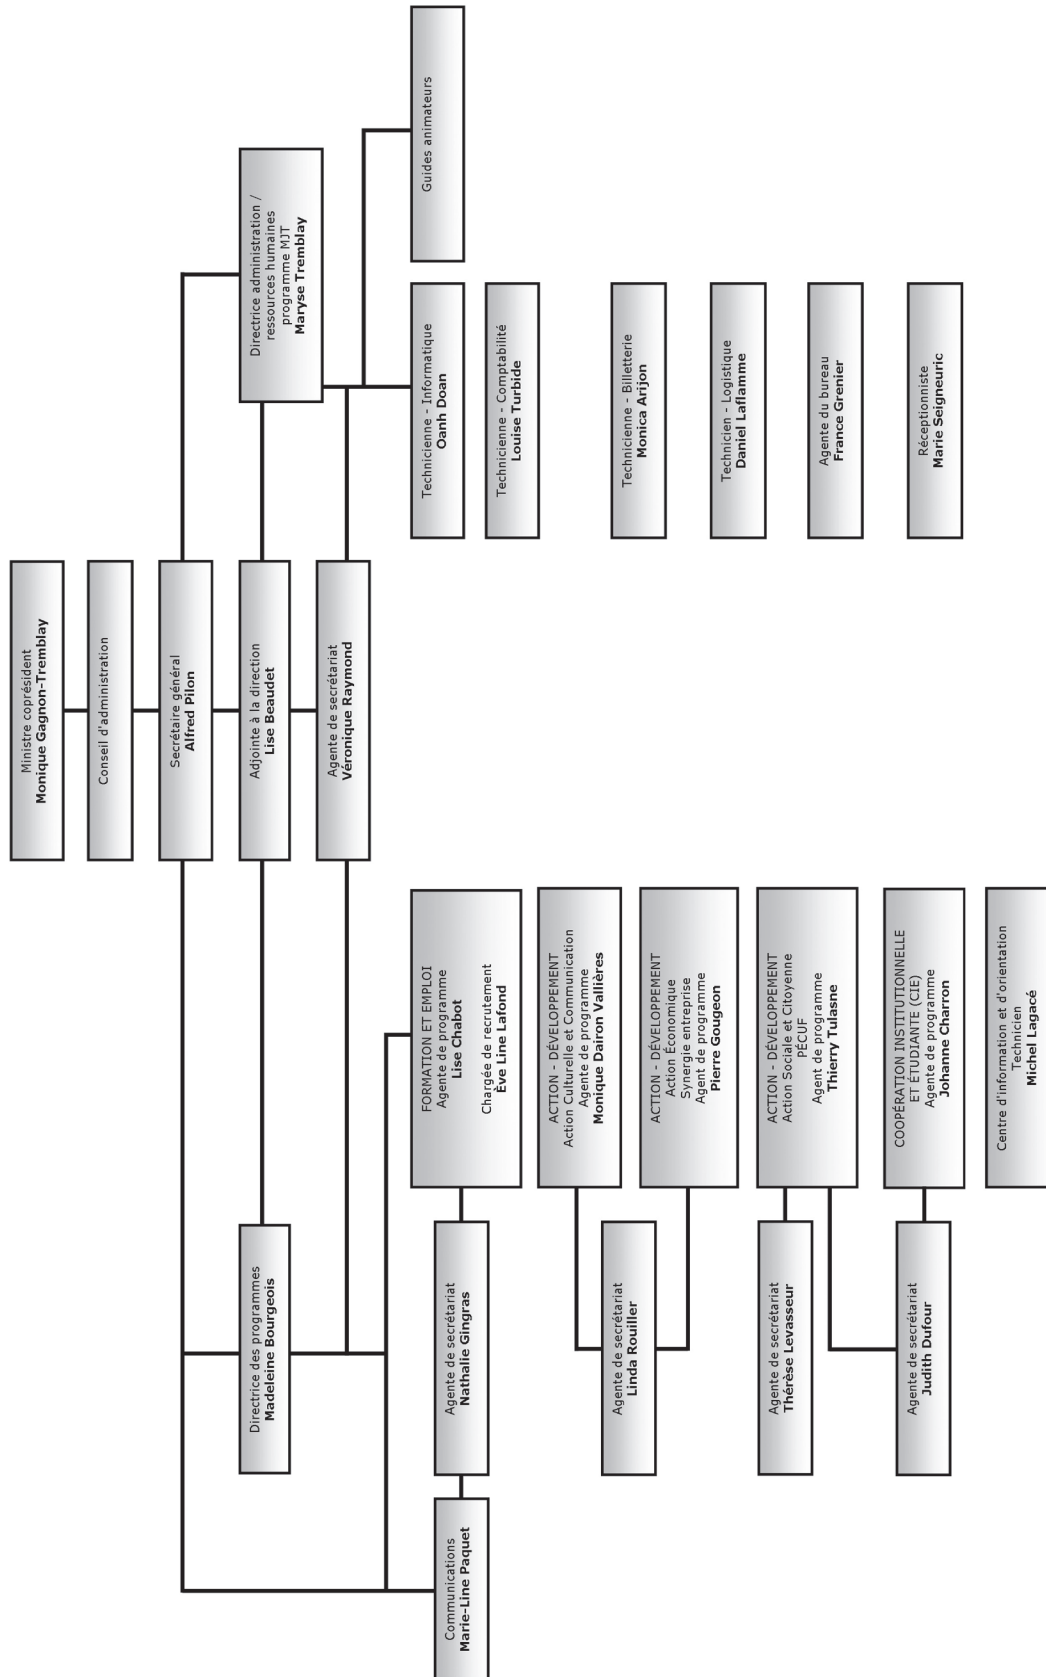 Ministre coprésident
Monique Gagnon-Tremblay
Conseil d'administration
Secrétaire général
Alfred Pilon
Adjointe à la direction
Lise Beaudet
Agente de secrétariat
Véronique Raymond
Directrice des programmes
Madeleine Bourgeois
Directrice administration /
ressources humaines
programme MJT
Maryse Tremblay
Communications
Marie-Line Paquet
Agente de secrétariat
Nathalie Gingras
FORMATION ET EMPLOI
Agente de programme
Lise Chabot
Chargée de recrutement
Ève Line Lafond
Technicienne - Informatique
Oanh Doan
Guides animateurs
Technicienne - Comptabilité
Louise Turbide
Agente de secrétariat
Linda Rouiller
ACTION - DÉVELOPPEMENT
Action Culturelle et Communication
Agente de programme
Monique Dairon Vallières
Technicienne - Billetterie
Monica Arijon
ACTION - DÉVELOPPEMENT
Action Économique
Synergie entreprise
Agent de programme
Pierre Gougeon
Technicien - Logistique
Daniel Laflamme
Agente de secrétariat
Thérèse Levasseur
ACTION - DÉVELOPPEMENT
Action Sociale et Citoyenne
PÉCUF
Agent de programme
Thierry Tulasne
Agente du bureau
France Grenier
Agente de secrétariat
Judith Dufour
COOPÉRATION INSTITUTIONNELLE
ET ÉTUDIANTE (CIE)
Agente de programme
Johanne Charron
Réceptionniste
Marie Seigneuric
Centre d'information et d'orientation
Technicien
Michel Lagacé